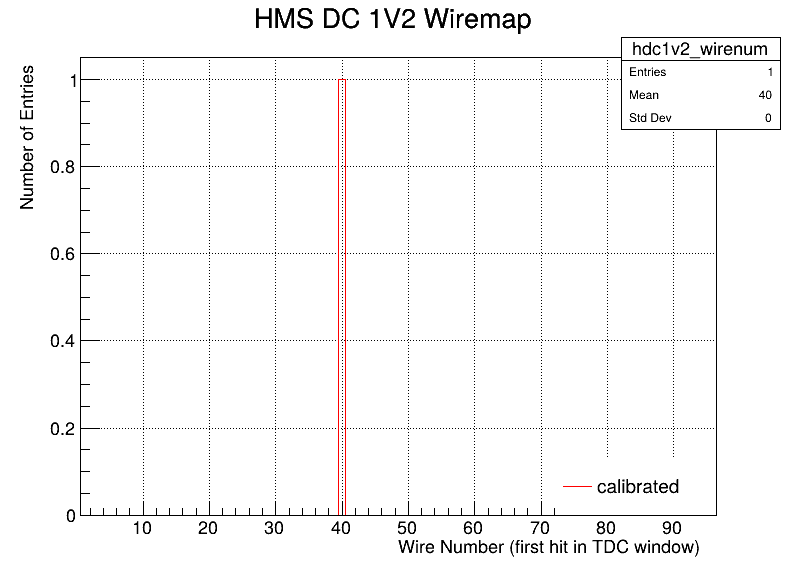 HMS DC 1V2 Wiremap
hdc1v2_wirenum
Entries 1
Mean 40
Std Dev 0
Number of Entries
1
0.8
0.6
0.4
0.2
0
calibrated
10 20 30 40 50 60 70 80 90
Wire Number (first hit in TDC window)